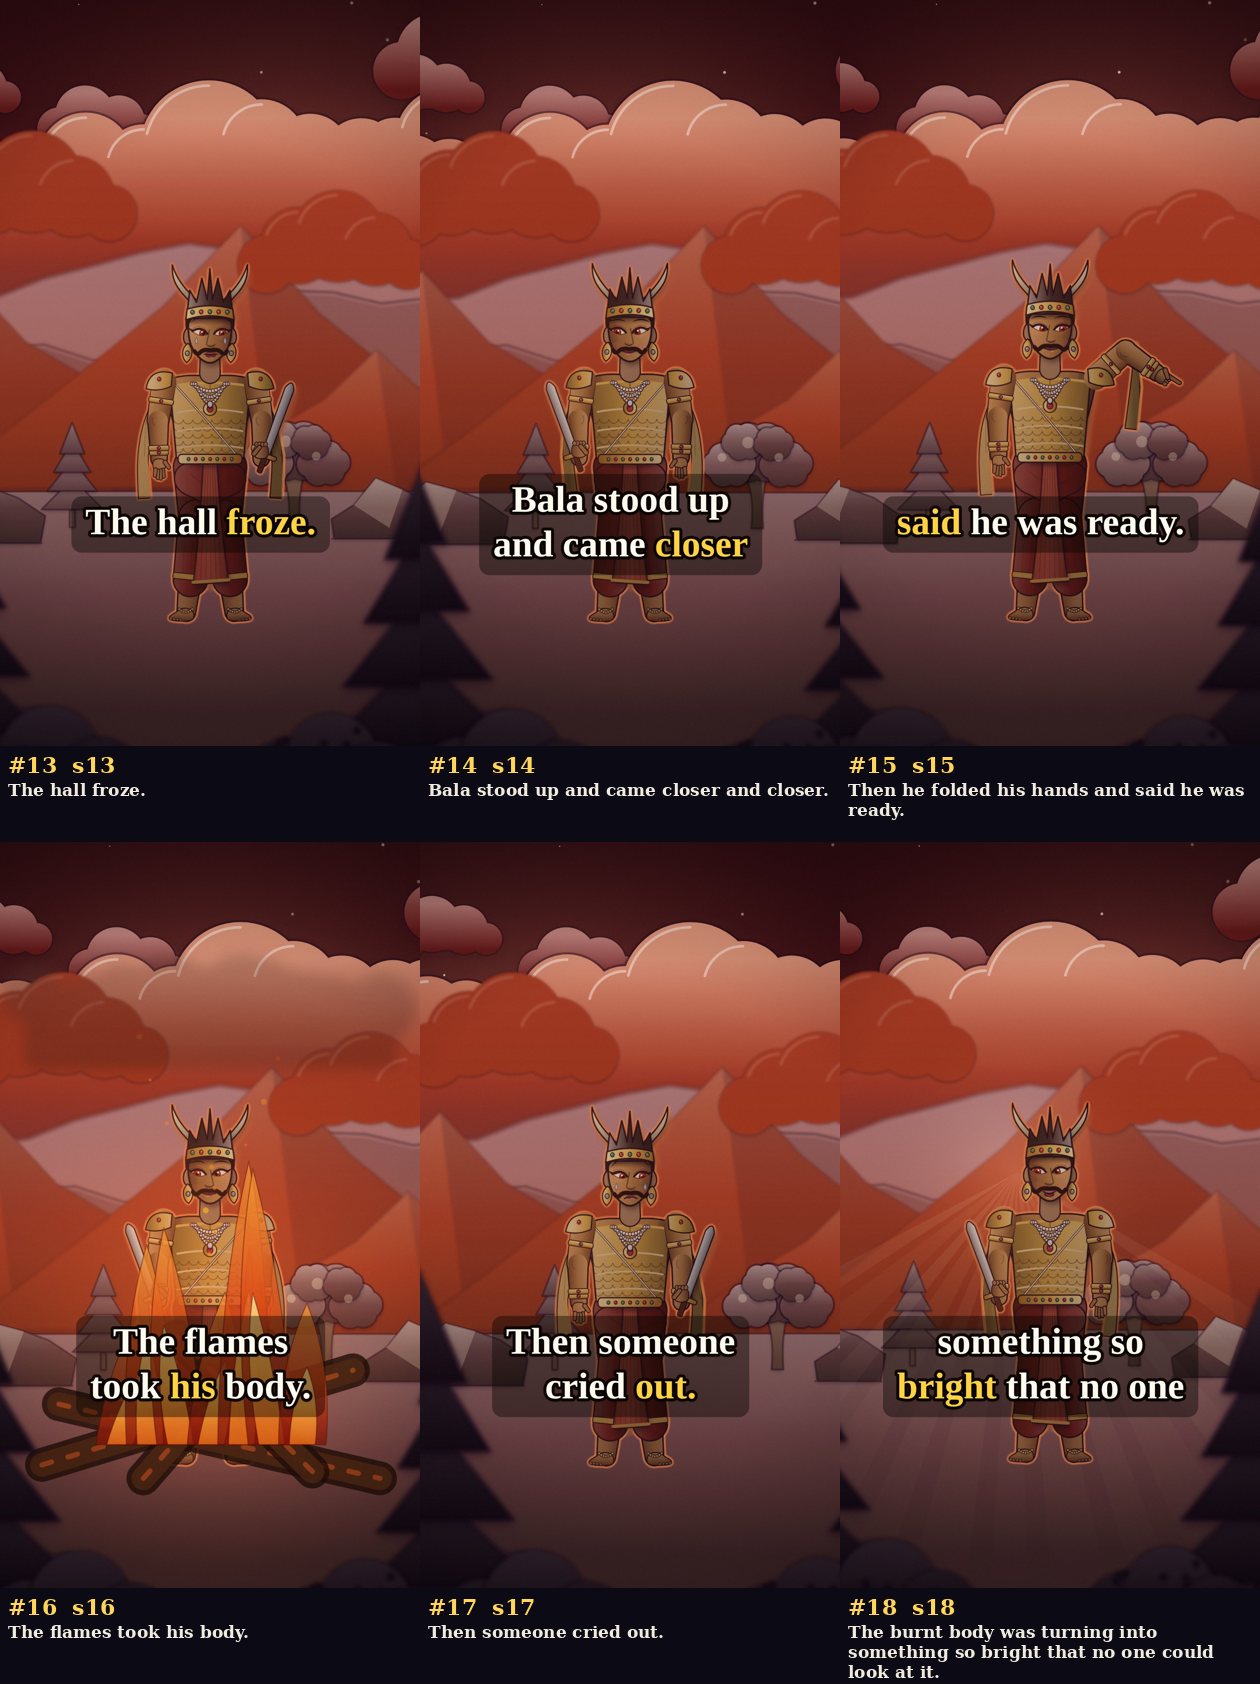 The hall froze.
Bala stood up
and came closer
said he was ready.
#13 s13
The hall froze.
#14 s14
Bala stood up and came closer and closer.
#15 s15
Then he folded his hands and said he was
ready.
The flames
took his body.
Then someone
cried out.
something so
bright that no one
#16 s16
The flames took his body.
#17 s17
Then someone cried out.
#18 s18
The burnt body was turning into
something so bright that no one could
look at it.